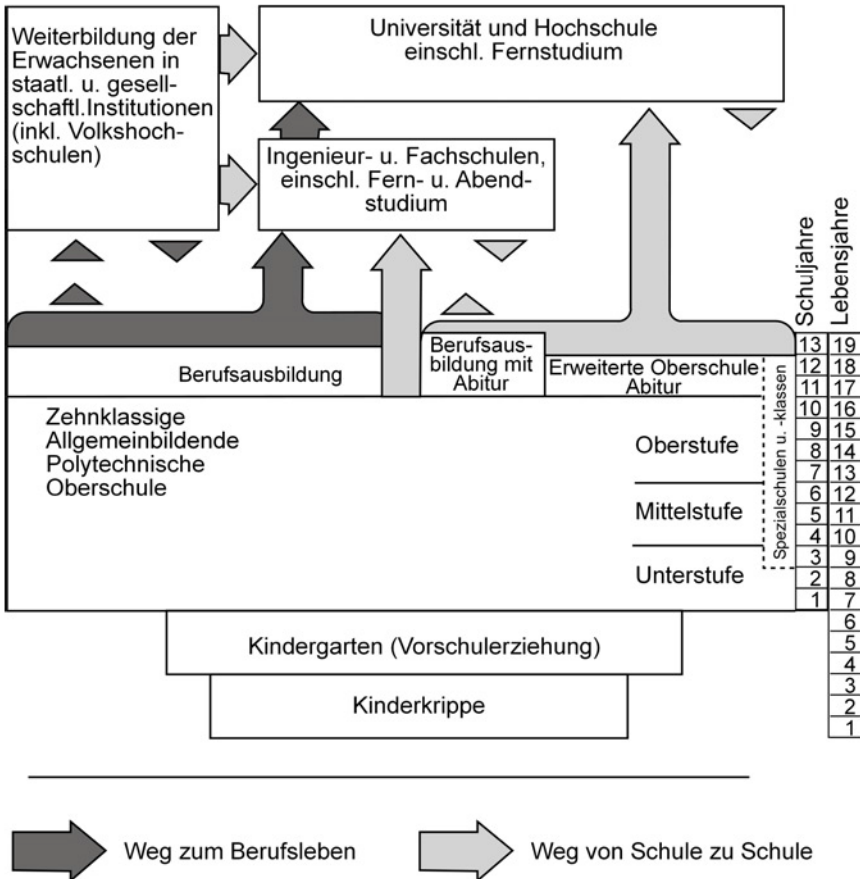 Weiterbildung der
Erwachsenen in
staatl. u. gesell-
schaftl.Institutionen
(inkl. Volkshoch-
schulen)
Universität und Hochschule
einschl. Fernstudium
Ingenieur- u. Fachschulen,
einschl. Fern- u. Abend-
studium
Schuljahre
Lebensjahre
Berufsausbildung
Berufsaus-
bildung mit
Abitur
Erweiterte Oberschule
Abitur
Spezialschulen u. -klassen
Zehnklassige
Allgemeinbildende
Polytechnische
Oberschule
Oberstufe
Mittelstufe
Unterstufe
13 19
12 18
11 17
10 16
9 15
8 14
7 13
6 12
5 11
4 10
3 9
2 8
1 7
6
5
4
3
2
1
Kindergarten (Vorschulerziehung)
Kinderkrippe
Weg zum Berufsleben
Weg von Schule zu Schule